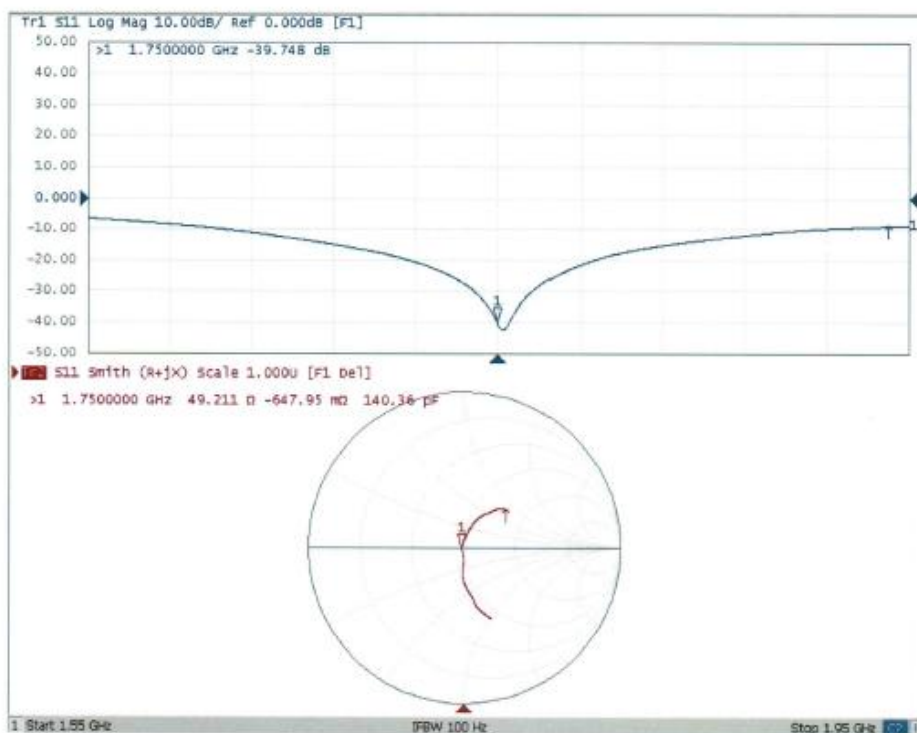 Tr1 S11 Log Mag 10.00dB/ Ref 0.000dB [F1]
50.00
>1 1.7500000 GHz -39.748 dB
40.00
30.00
20.00
10.00
0.000
-10.00
1
-20.00
-30.00
1
-40.00
-50.00
S11 Smith (R+jX) Scale 1.000U [F1 Del]
>1 1.7500000 GHz 49.211 Ω -647.95 mΩ 140.36 pF
1
1 Start 1.55 GHz
IFBW 100 Hz
Stop 1.95 GHz